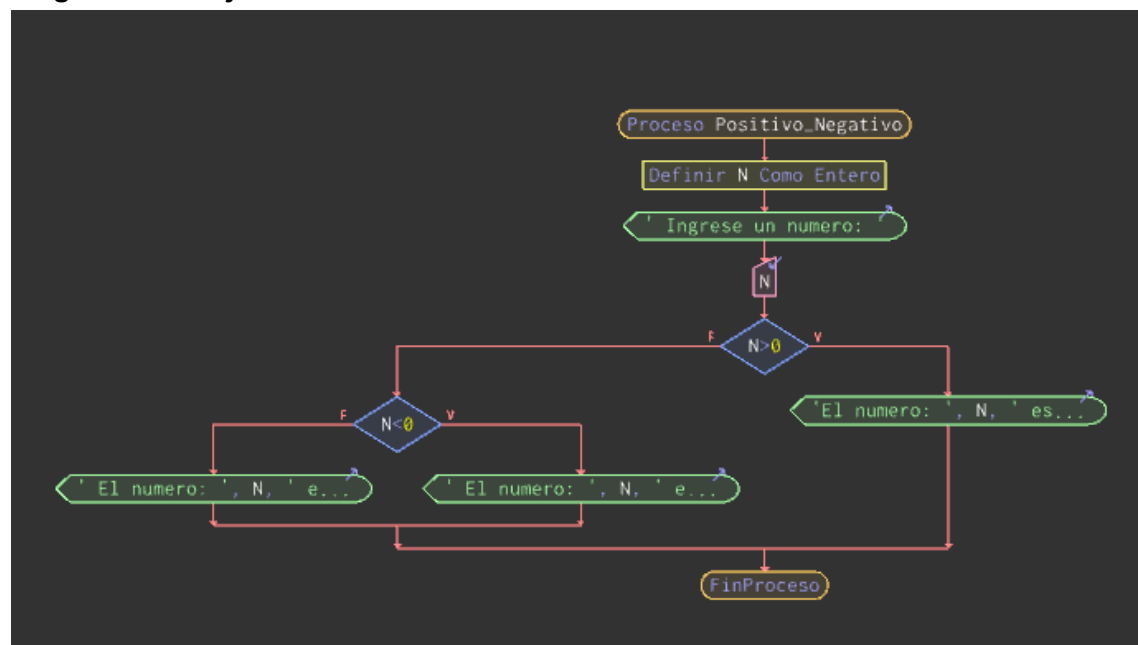 Proceso Positivo_Negativo
Definir N Como Entero
' Ingrese un numero: '
N
F
N>0
V
'El numero: ', N, ' es...
F
N<0
V
' El numero: ', N, ' e...
' El numero: ', N, ' e...
FinProceso